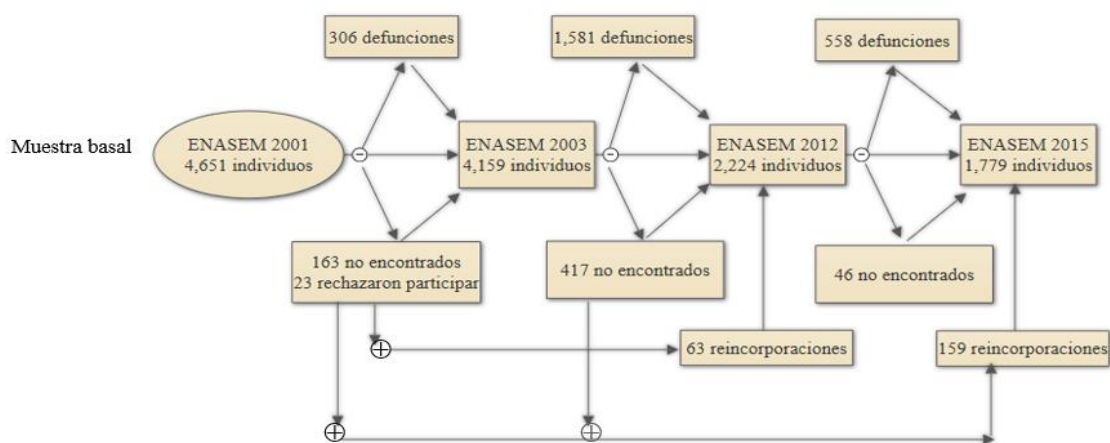 306 defunciones
1,581 defunciones
558 defunciones
Muestra basal
ENASEM 2001
4,651 individuos
ENASEM 2003
4,159 individuos
ENASEM 2012
2,224 individuos
ENASEM 2015
1,779 individuos
163 no encontrados
23 rechazaron participar
417 no encontrados
46 no encontrados
63 reincorporaciones
159 reincorporaciones